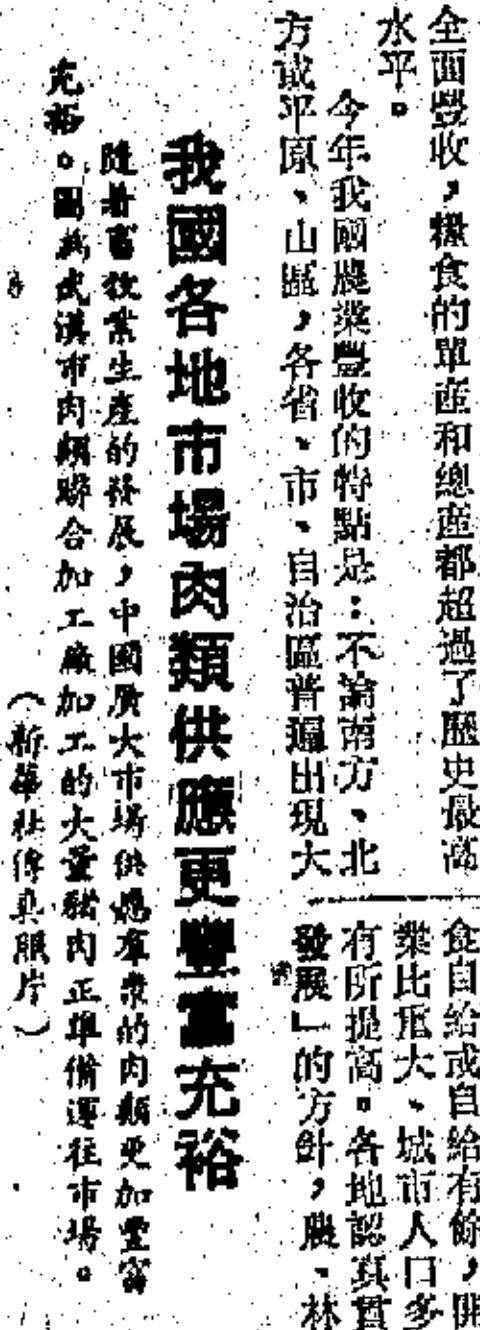 全面豐收，糧食的單產和總產都超過了歷史最高
水平。
今年我國農業豐收的特點是：不論南方、北
方或平原、山區，各省、市、自治區普遍出現大
食自給或自給有餘，開
業比重大、城市人口多
有所提高。各地認真貫
發展」的方針，農、林
我國各地市場肉類供應更豐富充裕
隨着畜牧業生產的發展，中國廣大市場供應羣衆的肉類更加豐富
充裕。圖為武漢市肉類聯合加工廠加工的大量豬肉正準備運往市場。
（新華社傳真照片）